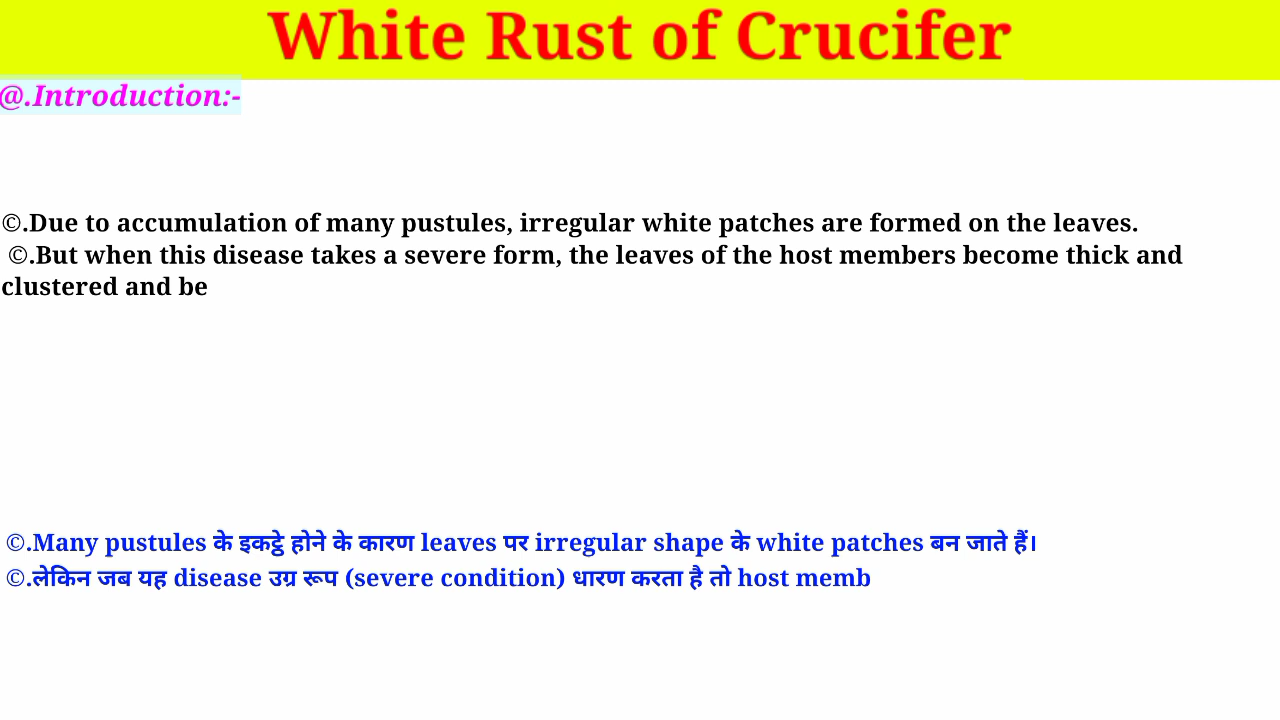 White Rust of Crucifer
@.Introduction:-
©.Due to accumulation of many pustules, irregular white patches are formed on the leaves.
©.But when this disease takes a severe form, the leaves of the host members become thick and
clustered and be
©.Many pustules के इकट्ठे होने के कारण leaves पर irregular shape के white patches बन जाते हैं।
©.लेकिन जब यह disease उग्र रूप (severe condition) धारण करता है तो host memb